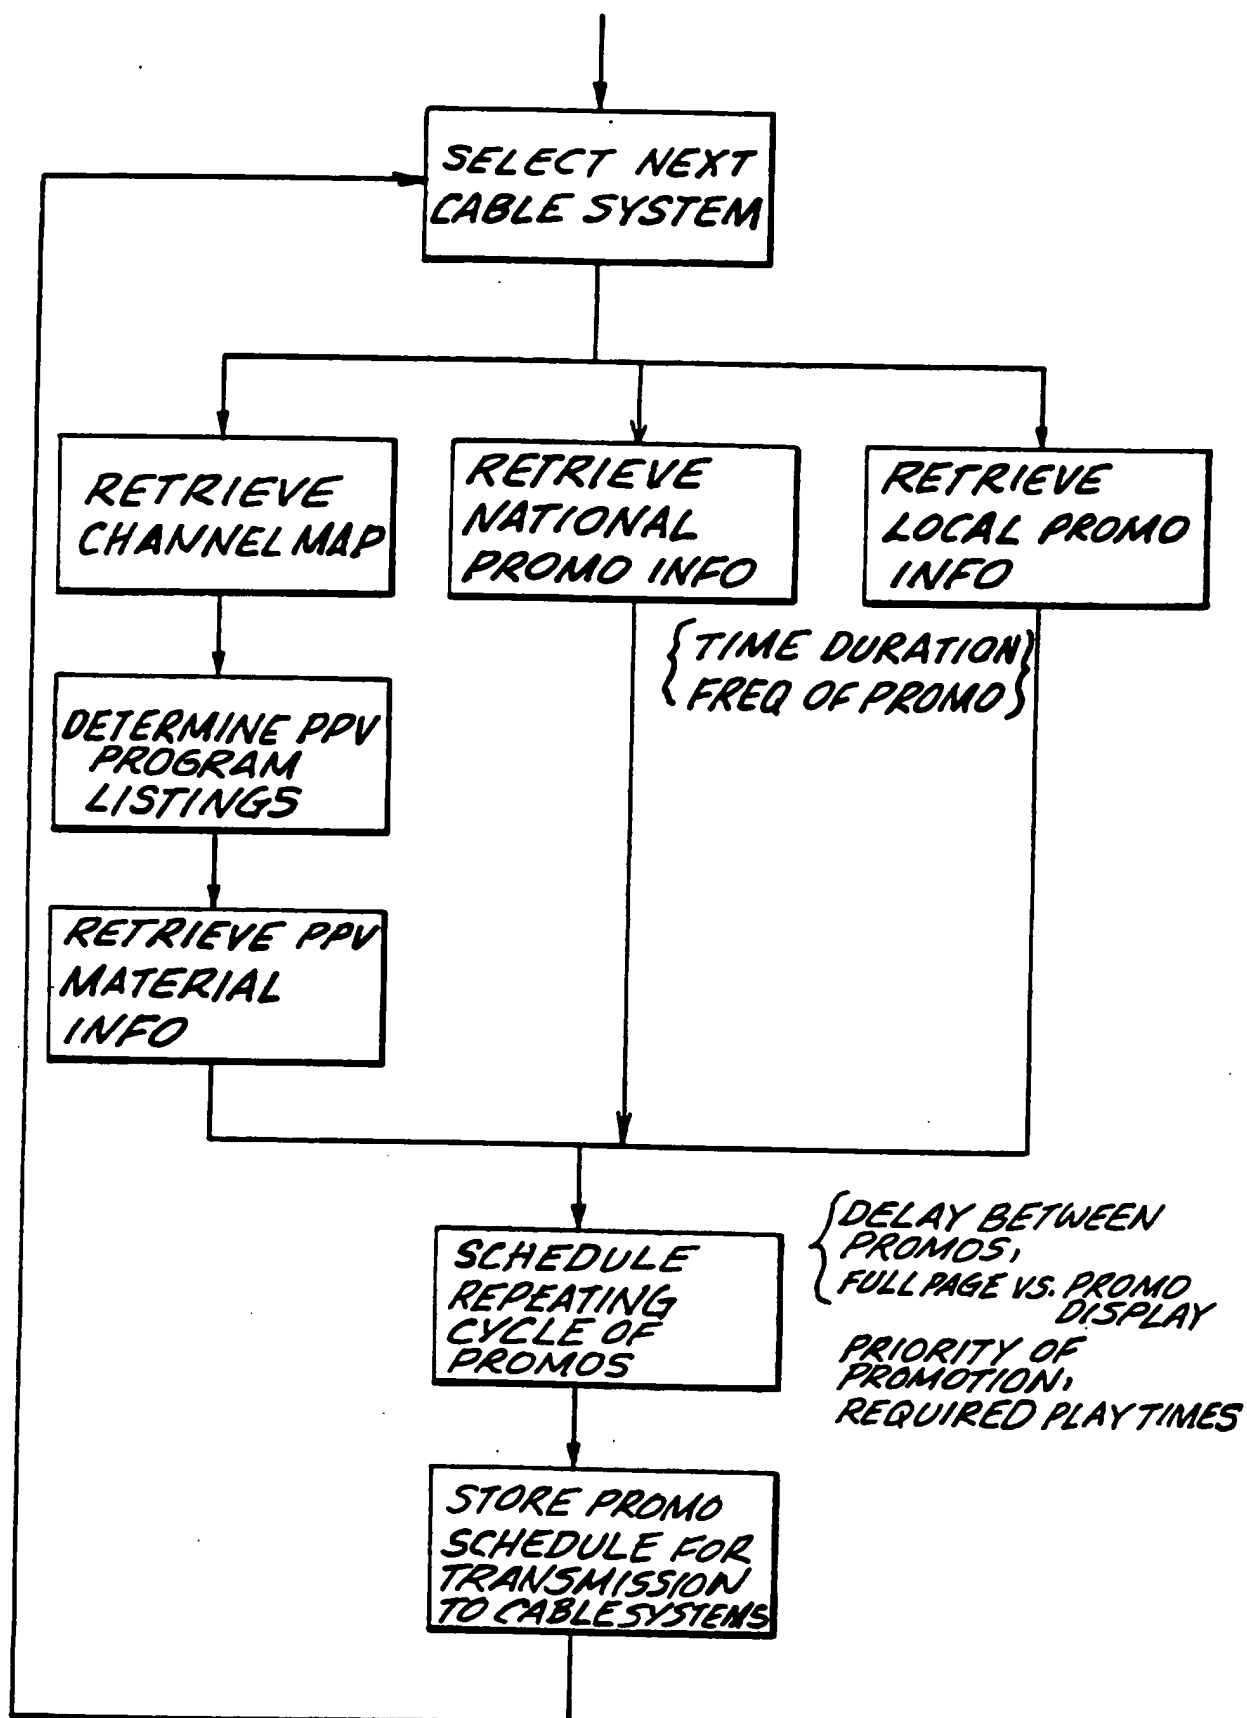 SELECT NEXT
CABLE SYSTEM
RETRIEVE
CHANNEL MAP
RETRIEVE
NATIONAL
PROMO INFO
RETRIEVE
LOCAL PROMO
INFO
TIME DURATION
FREQ OF PROMO
DETERMINE PPV
PROGRAM
LISTINGS
RETRIEVE PPV
MATERIAL
INFO
SCHEDULE
REPEATING
CYCLE OF
PROMOS
DELAY BETWEEN
PROMOS,
FULL PAGE VS. PROMO
DISPLAY
PRIORITY OF
PROMOTION,
REQUIRED PLAY TIMES
STORE PROMO
SCHEDULE FOR
TRANSMISSION
TO CABLE SYSTEMS